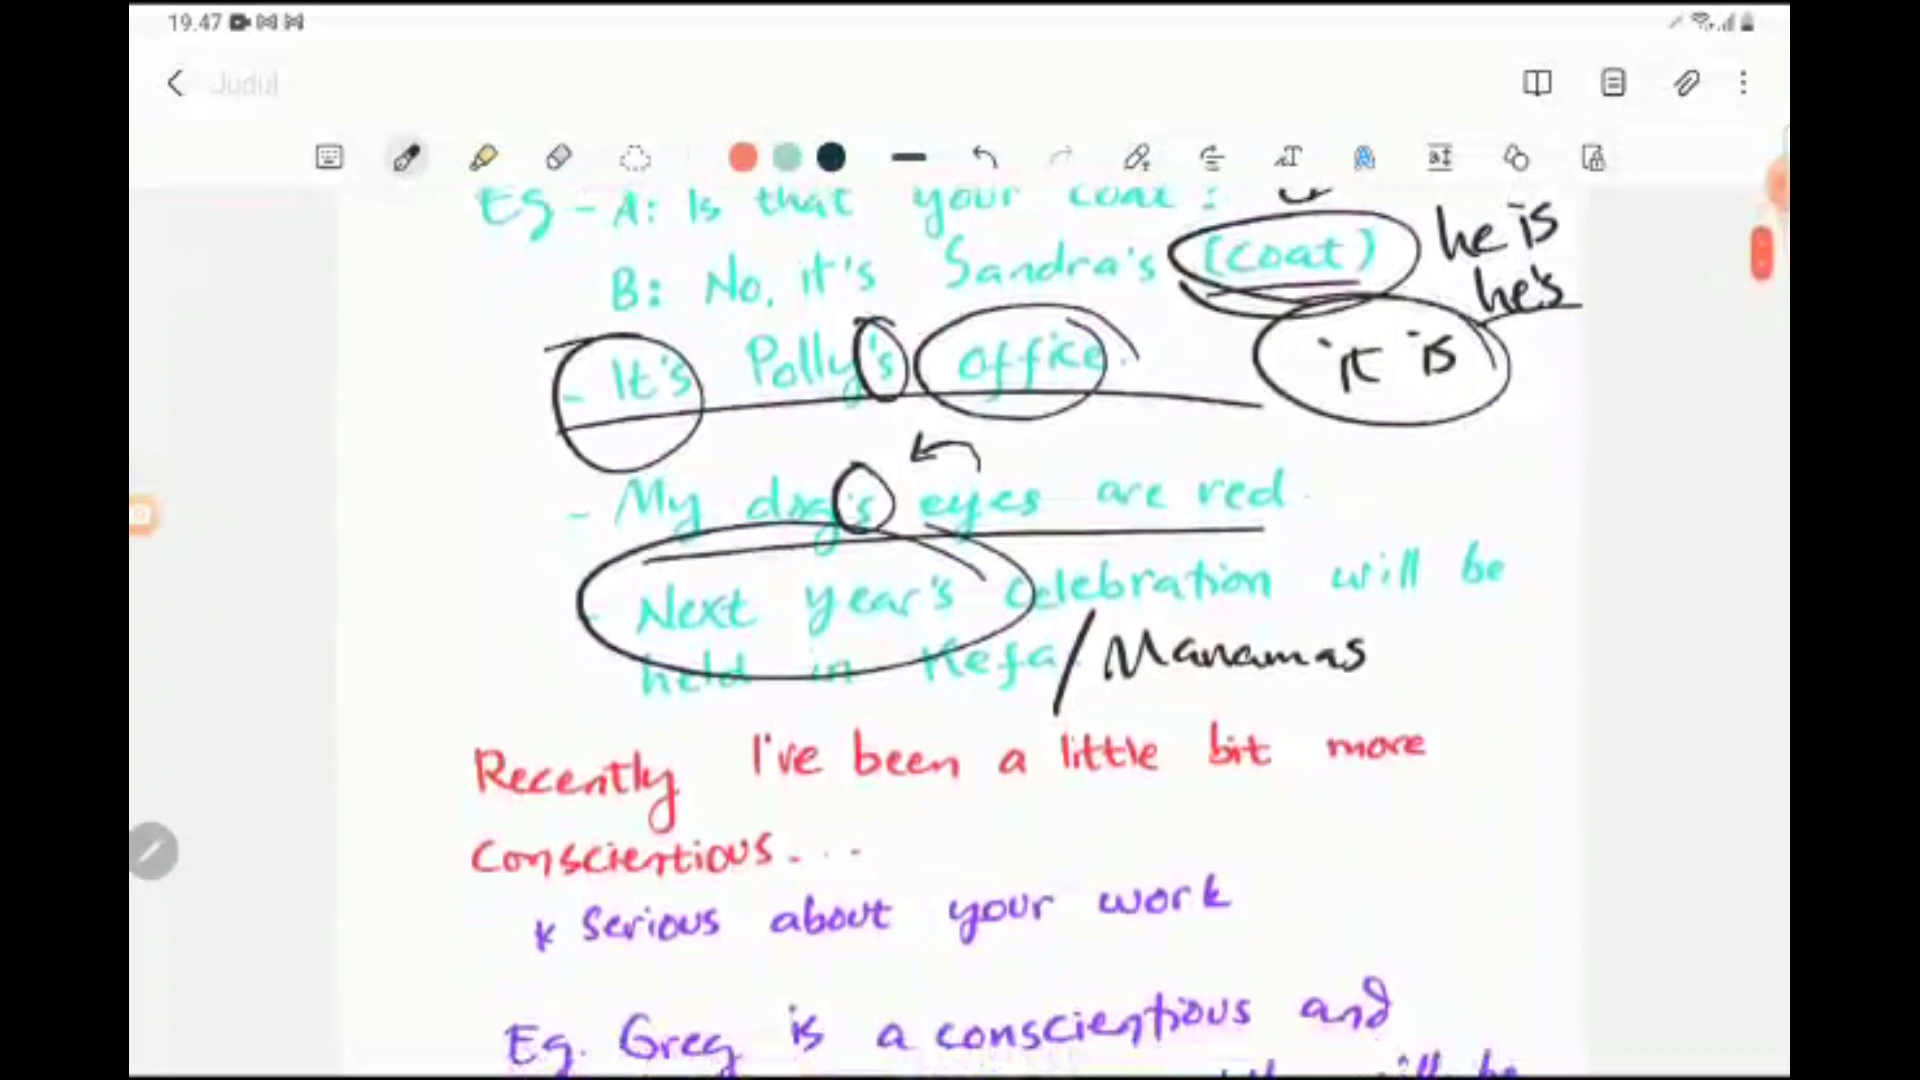 19.47
Judul
Eg - A: Is that your coat :
B: No, it's Sandra's (coat)
he is
he's
- It's Polly's office.
it is
- My dog's eyes are red.
- Next year's celebration will be
held in Kefa / Manamas
Recently I've been a little bit more
Conscientious. ...
* Serious about your work
Eg. Greg is a conscientious and
will be